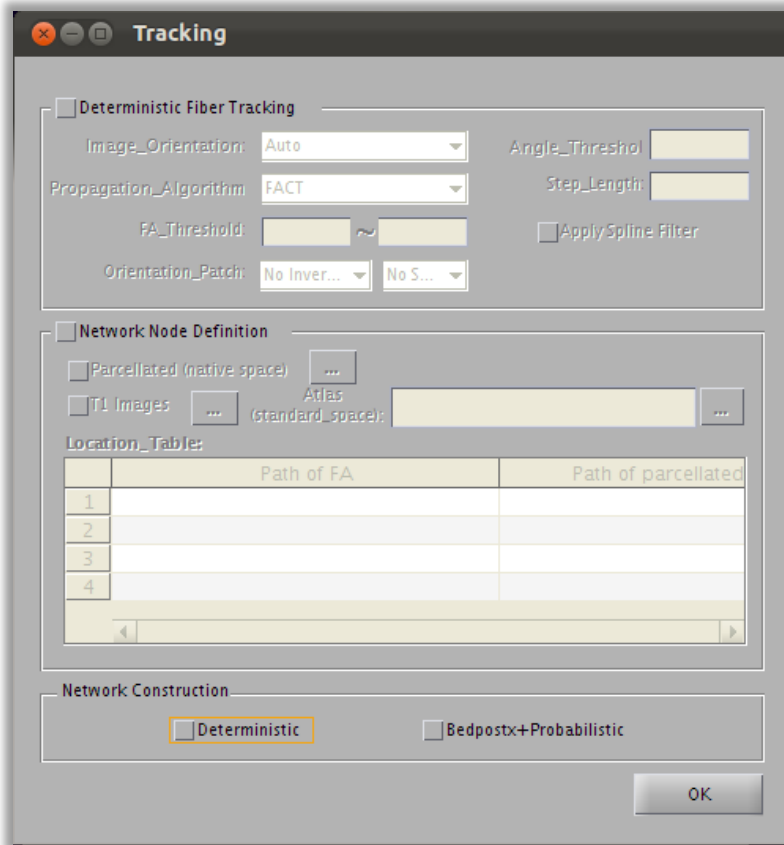 Tracking
Deterministic Fiber Tracking
Image_Orientation: Auto Angle_Threshol
Propagation_Algorithm FACT Step_Length:
FA_Threshold: ~ Apply Spline Filter
Orientation_Patch: No Inver... No S...
Network Node Definition
Parcellated (native space) ...
T1 Images ... Atlas
(standard_space): ...
Location_Table:
Path of FA Path of parcellated
1
2
3
4
Network Construction
Deterministic Bedpostx+Probabilistic
OK